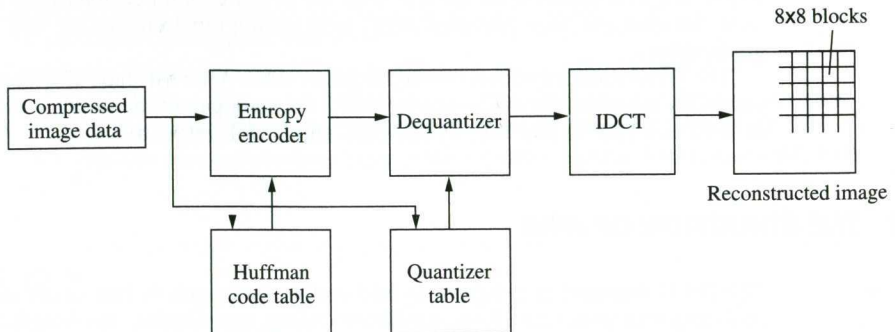 8x8 blocks
Compressed
image data
Entropy
encoder
Dequantizer
IDCT
Reconstructed image
Huffman
code table
Quantizer
table